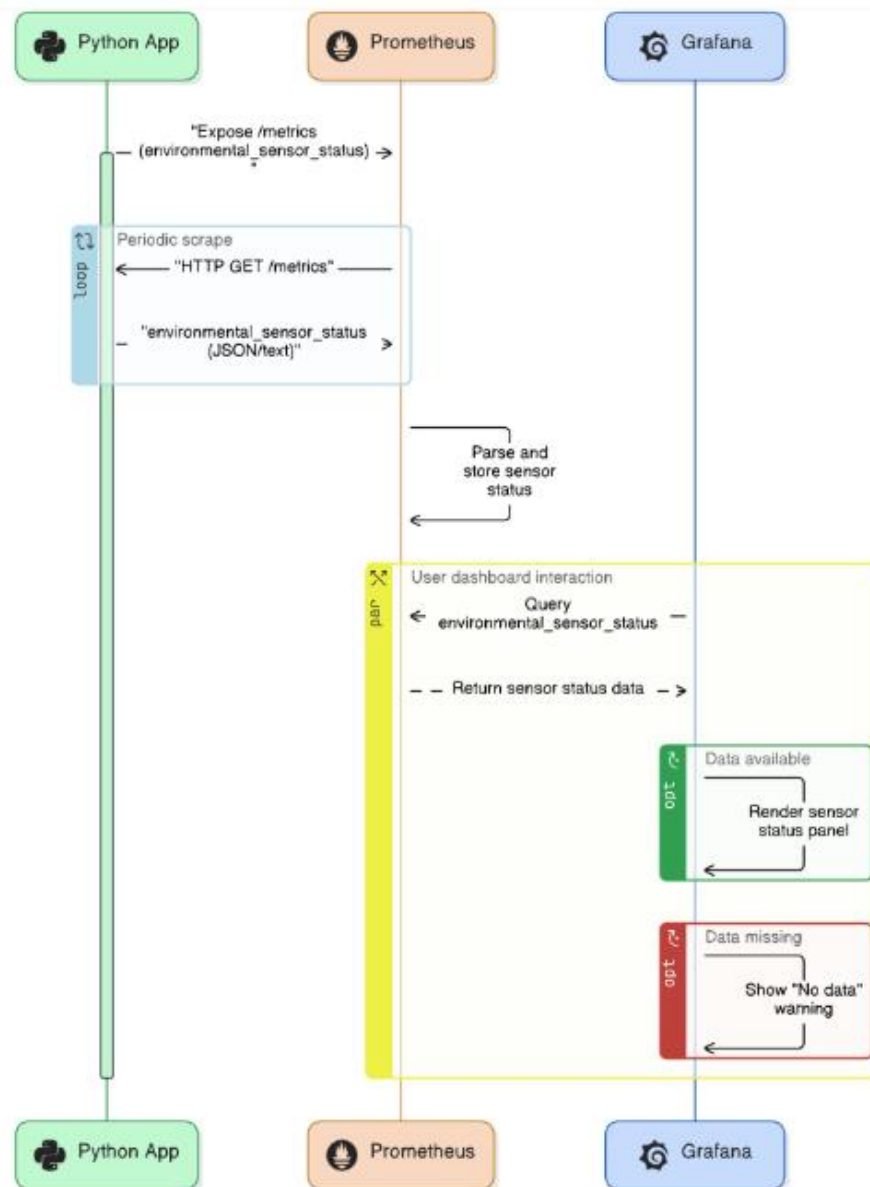 Python App
Prometheus
Grafana
"Expose /metrics
(environmental_sensor_status)
"
loop
Periodic scrape
"HTTP GET /metrics"
"environmental_sensor_status
(JSON/text)"
Parse and
store sensor
status
par
User dashboard interaction
Query
environmental_sensor_status
Return sensor status data
opt
Data available
Render sensor
status panel
opt
Data missing
Show "No data"
warning
Python App
Prometheus
Grafana